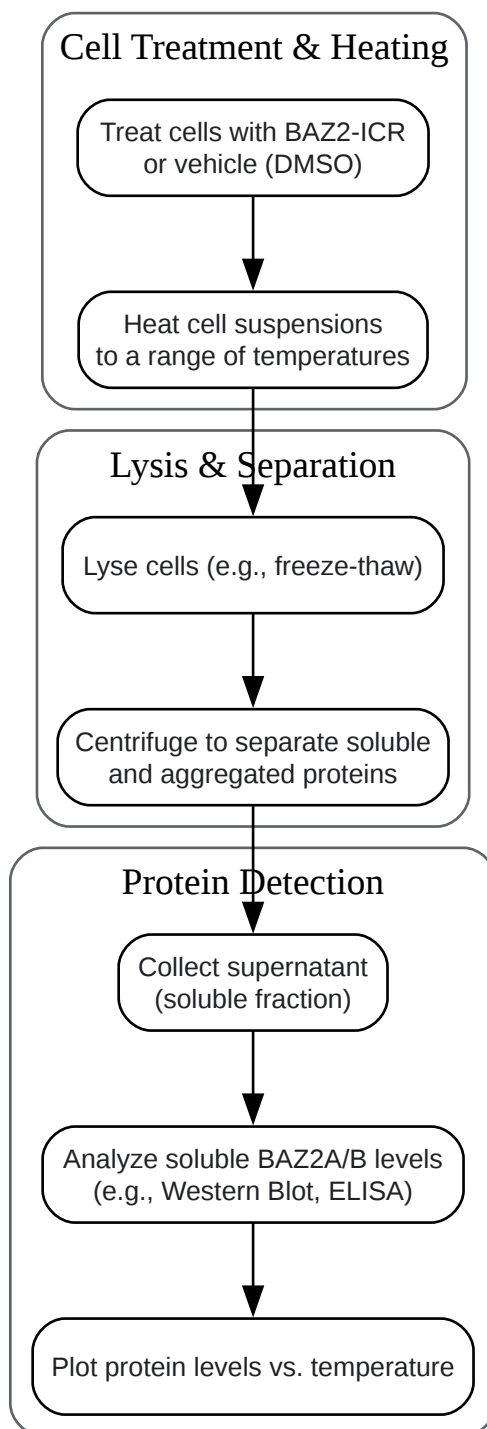 Cell Treatment & Heating
Treat cells with BAZ2-ICR
or vehicle (DMSO)
Heat cell suspensions
to a range of temperatures
Lysis & Separation
Lyse cells (e.g., freeze-thaw)
Centrifuge to separate soluble
and aggregated proteins
Protein Detection
Collect supernatant
(soluble fraction)
Analyze soluble BAZ2A/B levels
(e.g., Western Blot, ELISA)
Plot protein levels vs. temperature